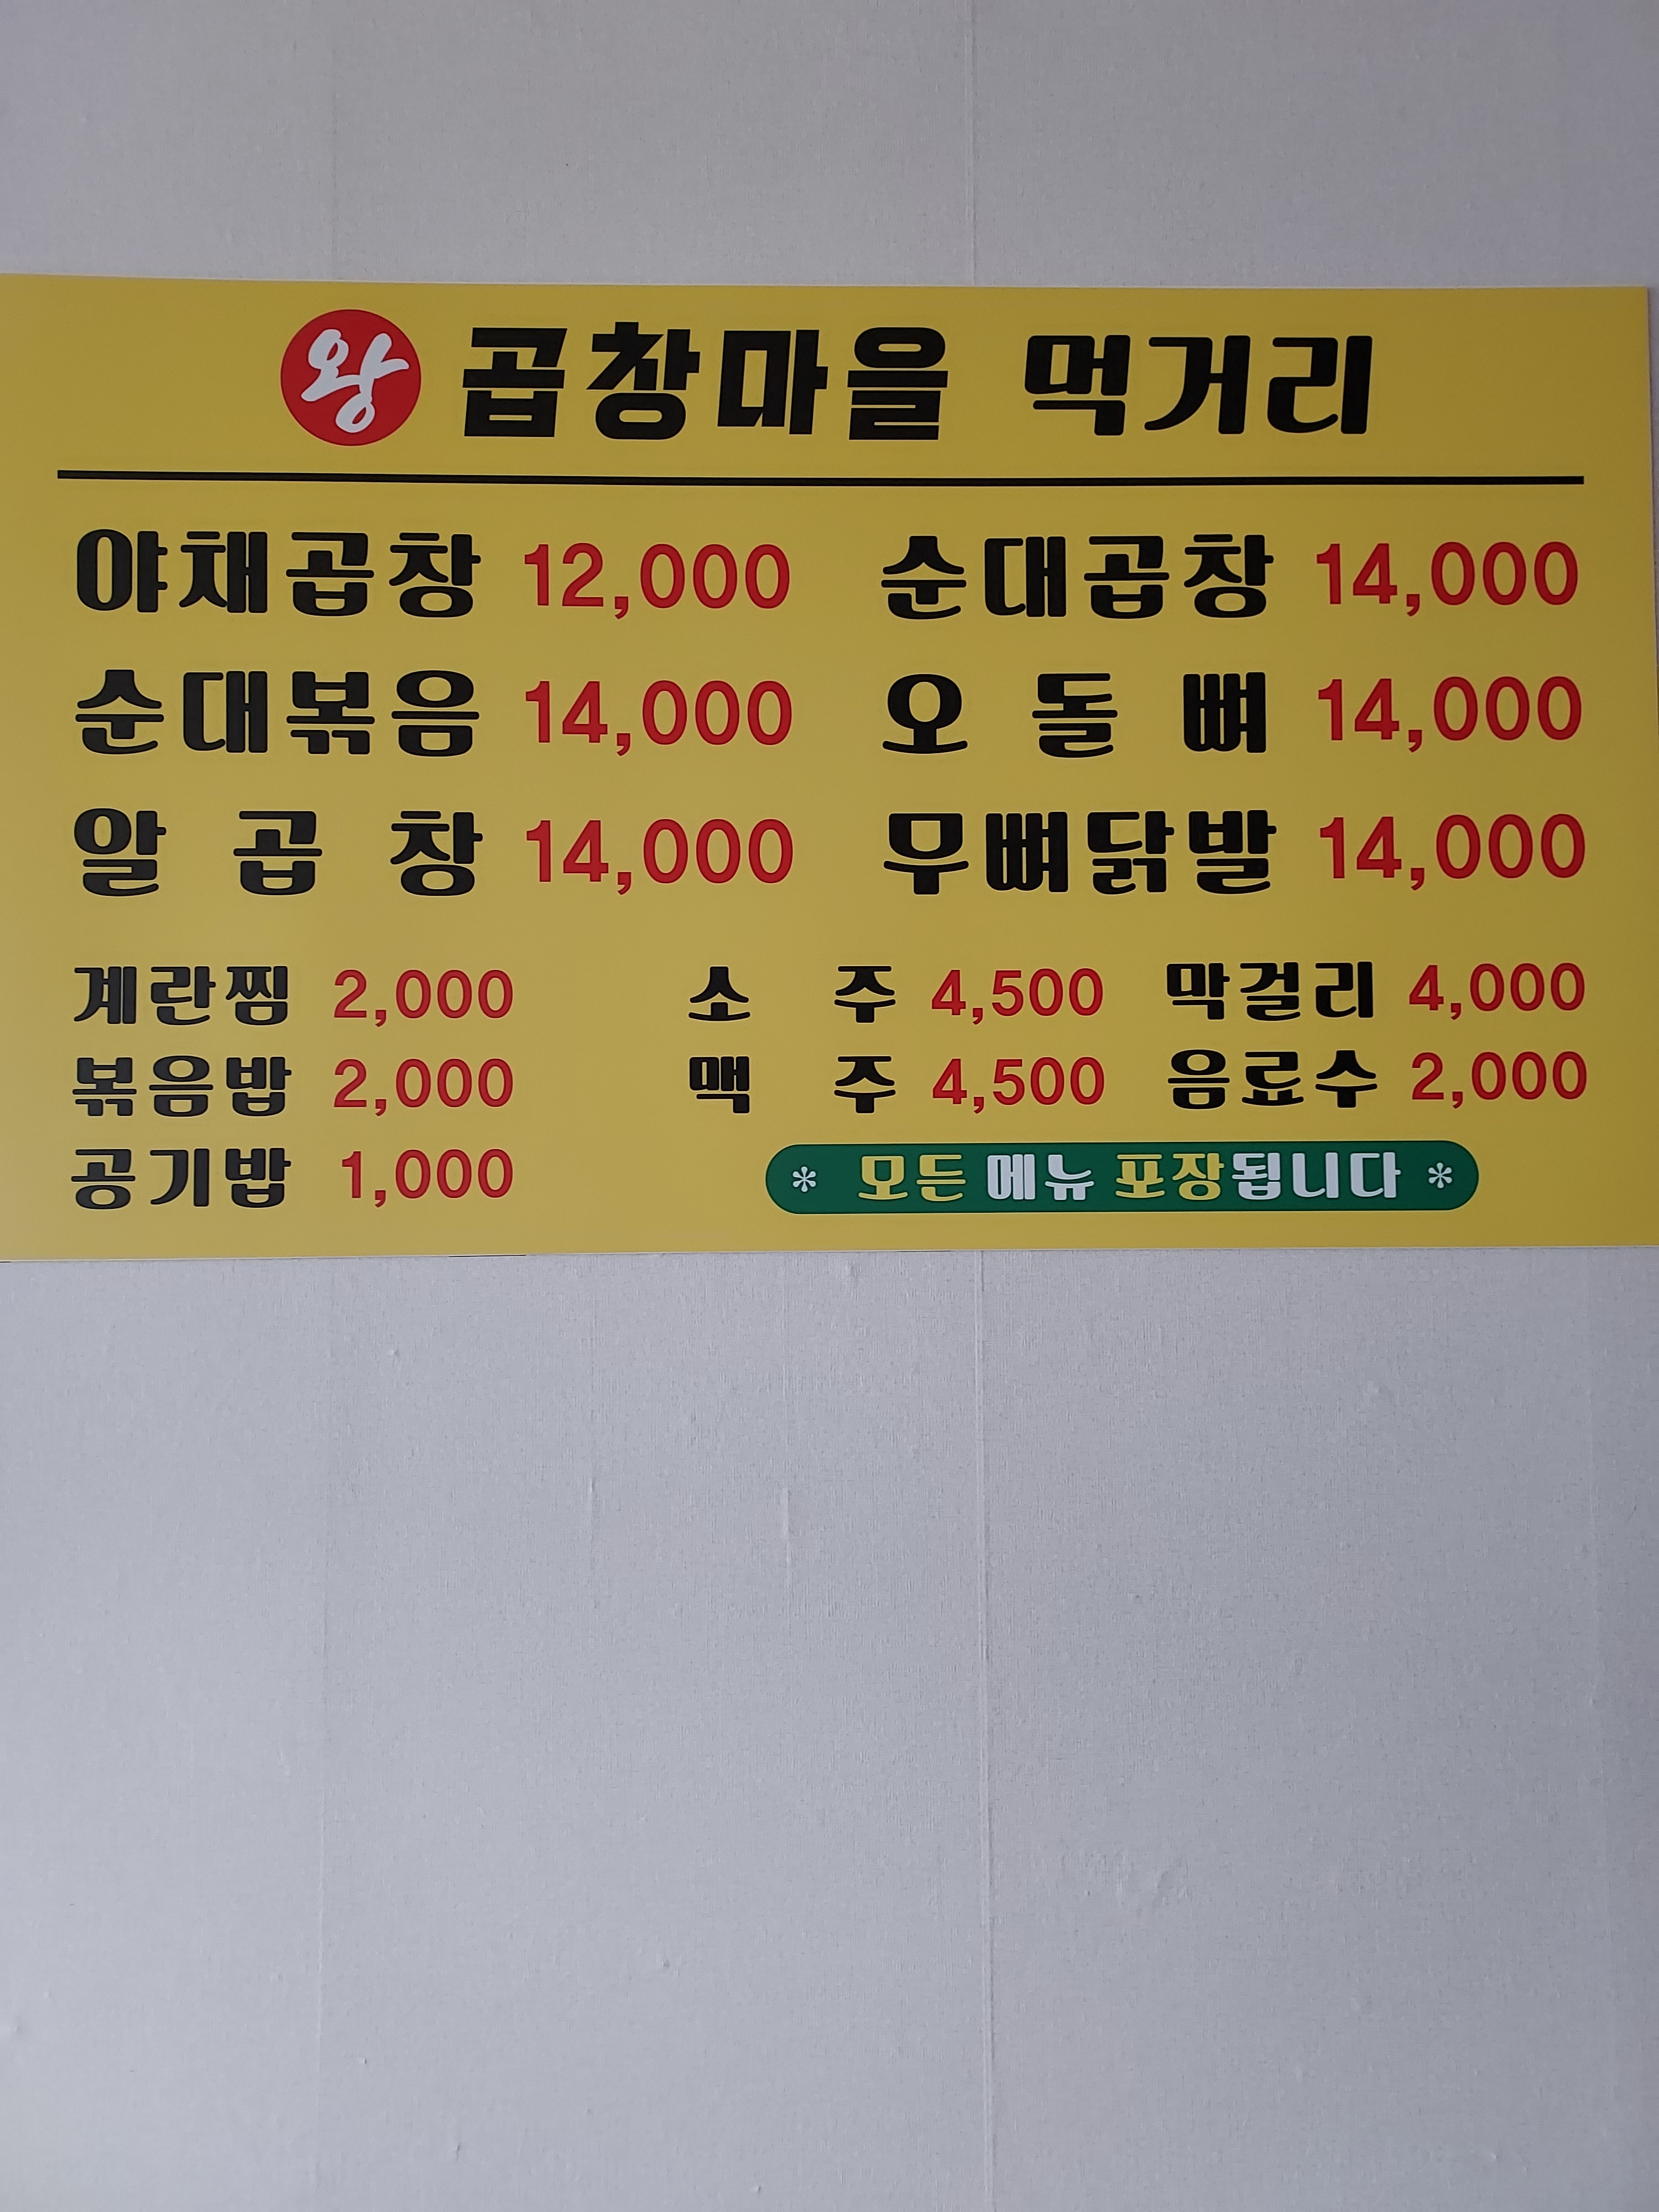 왕 곱창마을 먹거리
야채곱창 12,000 순대곱창 14,000
순대볶음 14,000 오돌뼈 14,000
알곱창 14,000 무뼈닭발 14,000
계란찜 2,000 소주 4,500 막걸리 4,000
볶음밥 2,000 맥주 4,500 음료수 2,000
공기밥 1,000 * 모든 메뉴 포장됩니다 *